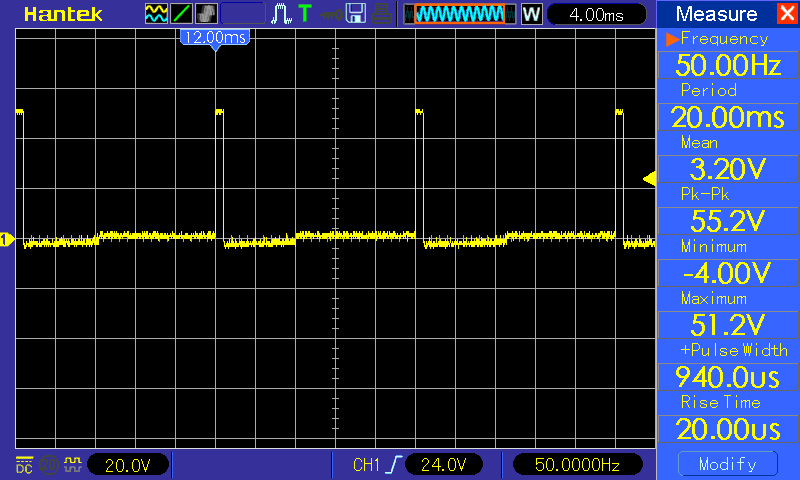 Hantek T W 4.00ms Measure
12.00ms
Frequency
50.00Hz
Period
20.00ms
Mean
3.20V
Pk-Pk
55.2V
Minimum
-4.00V
Maximum
51.2V
+Pulse Width
940.0us
Rise Time
20.00us
1
DC 20.0V CH1 24.0V 50.0000Hz Modify